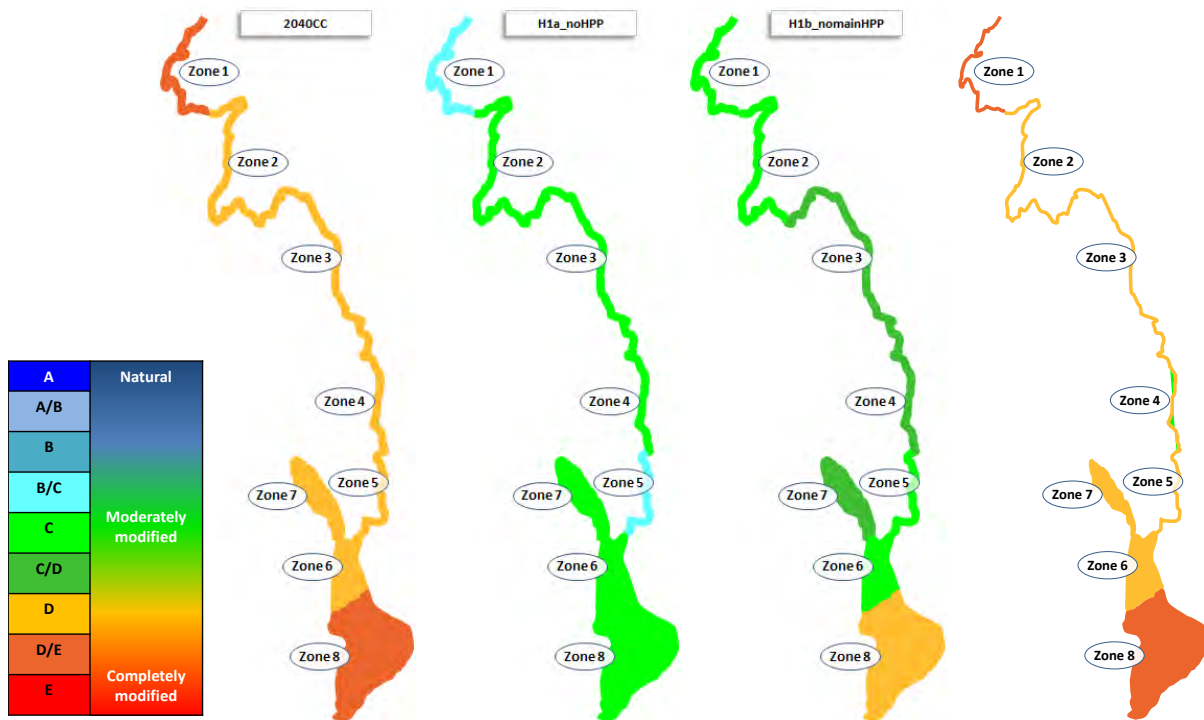 2040CC
H1a_noHPP
H1b_nomainHPP
Zone 1
Zone 1
Zone 1
Zone 1
Zone 2
Zone 2
Zone 2
Zone 2
Zone 3
Zone 3
Zone 3
Zone 3
Zone 4
Zone 4
Zone 4
Zone 4
Zone 5
Zone 5
Zone 5
Zone 5
Zone 7
Zone 7
Zone 7
Zone 7
Zone 6
Zone 6
Zone 6
Zone 6
Zone 8
Zone 8
Zone 8
Zone 8
A
A/B
B
B/C
C
C/D
D
D/E
E
Natural
Moderately
modified
Completely
modified